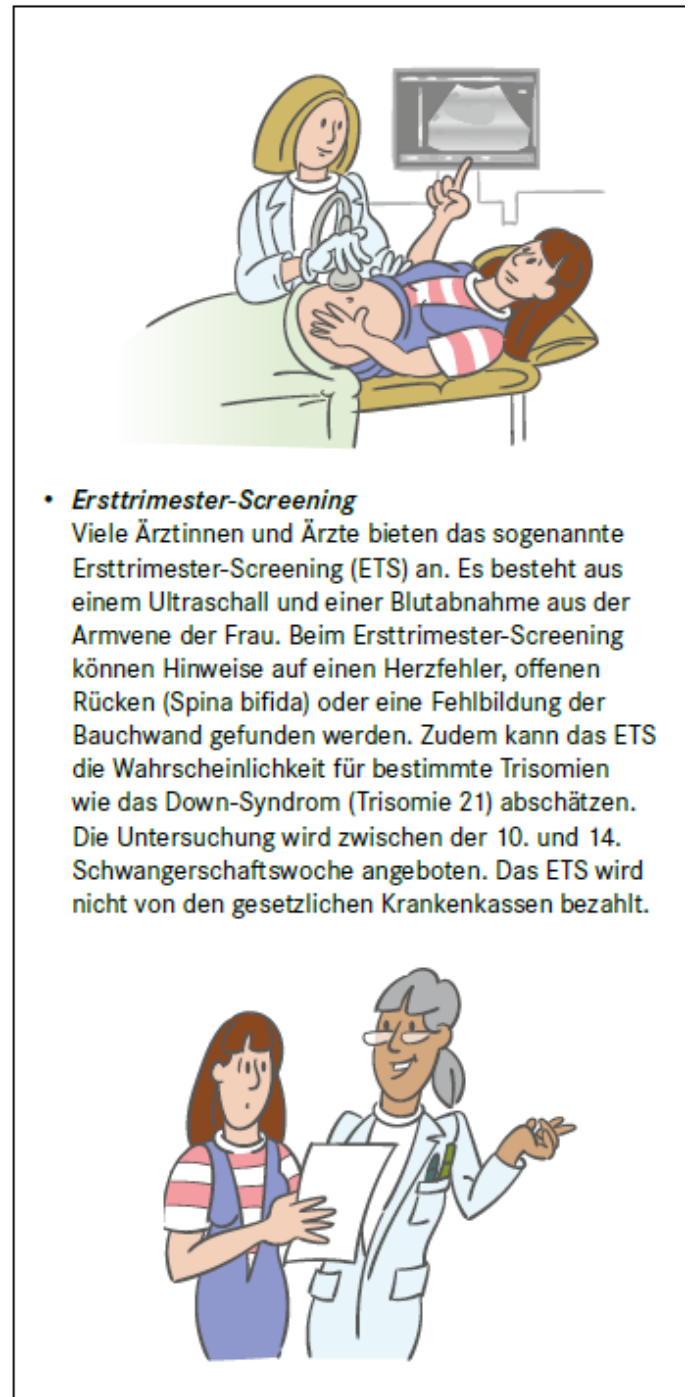 • Ersttrimester-Screening
Viele Ärztinnen und Ärzte bieten das sogenannte
Ersttrimester-Screening (ETS) an. Es besteht aus
einem Ultraschall und einer Blutabnahme aus der
Armvene der Frau. Beim Ersttrimester-Screening
können Hinweise auf einen Herzfehler, offenen
Rücken (Spina bifida) oder eine Fehlbildung der
Bauchwand gefunden werden. Zudem kann das ETS
die Wahrscheinlichkeit für bestimmte Trisomien
wie das Down-Syndrom (Trisomie 21) abschätzen.
Die Untersuchung wird zwischen der 10. und 14.
Schwangerschaftswoche angeboten. Das ETS wird
nicht von den gesetzlichen Krankenkassen bezahlt.